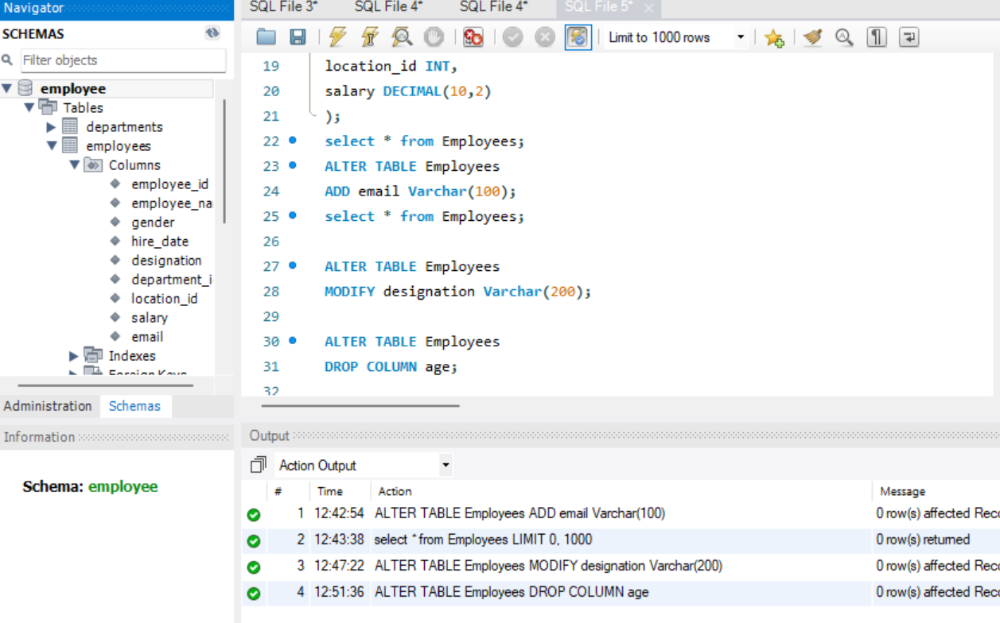 Navigator
SCHEMAS
Filter objects
employee
Tables
departments
employees
Columns
employee_id
employee_na
gender
hire_date
designation
department_i
location_id
salary
email
Indexes
Foreign Keys
Administration Schemas
Information
Schema: employee
SQL File 3* SQL File 4* SQL File 4* SQL File 5*
Limit to 1000 rows
19 location_id INT,
20 salary DECIMAL(10,2)
21 );
22 select * from Employees;
23 ALTER TABLE Employees
24 ADD email Varchar(100);
25 select * from Employees;
26
27 ALTER TABLE Employees
28 MODIFY designation Varchar(200);
29
30 ALTER TABLE Employees
31 DROP COLUMN age;
32
Output
Action Output
# Time Action Message
1 12:42:54 ALTER TABLE Employees ADD email Varchar(100) 0 row(s) affected Reco
2 12:43:38 select * from Employees LIMIT 0, 1000 0 row(s) returned
3 12:47:22 ALTER TABLE Employees MODIFY designation Varchar(200) 0 row(s) affected Reco
4 12:51:36 ALTER TABLE Employees DROP COLUMN age 0 row(s) affected Reco